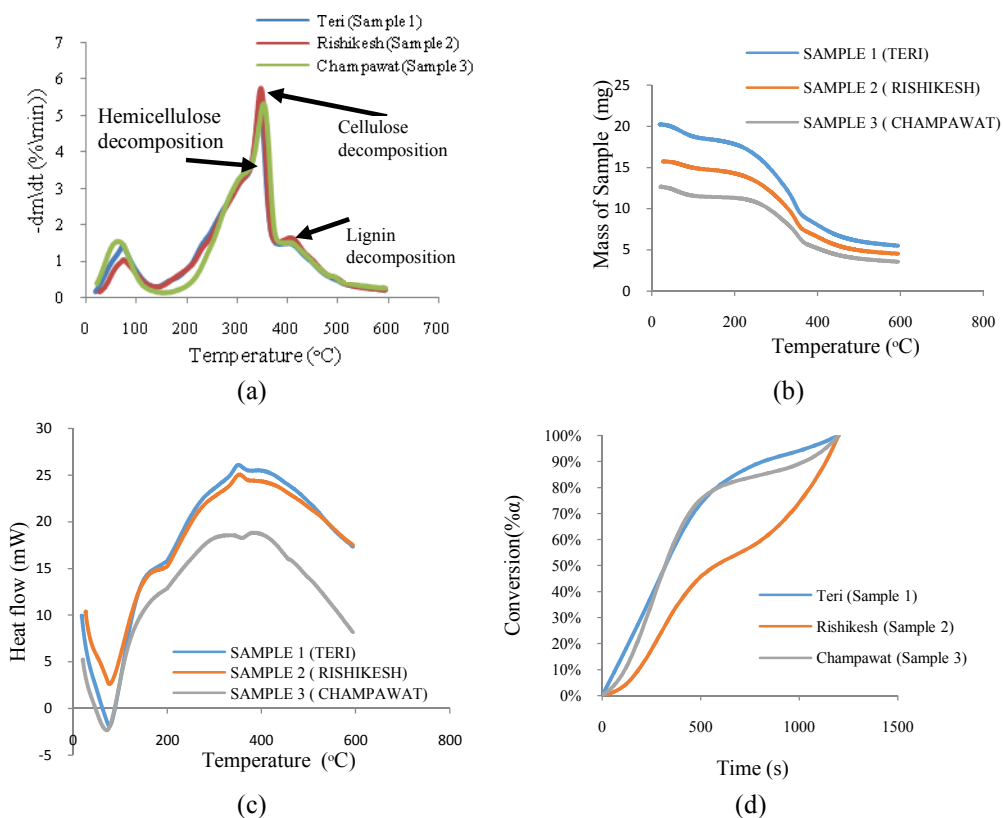 Teri (Sample 1)
Rishikesh (Sample 2)
Champawat (Sample 3)
7
6
5
4
3
2
1
0
-dm\dt (%\min))
Hemicellulose
decomposition
Cellulose
decomposition
Lignin
decomposition
0 100 200 300 400 500 600 700
Temperature (oC)
(a)
SAMPLE 1 (TERI)
SAMPLE 2 ( RISHIKESH)
SAMPLE 3 ( CHAMPAWAT)
25
20
15
10
5
0
Mass of Sample (mg)
0 200 400 600 800
Temperature (oC)
(b)
30
25
20
15
10
5
0
-5
Heat flow (mW)
SAMPLE 1 (TERI)
SAMPLE 2 ( RISHIKESH)
SAMPLE 3 ( CHAMPAWAT)
0 200 400 600 800
Temperature (oC)
(c)
100%
90%
80%
70%
60%
50%
40%
30%
20%
10%
0%
Conversion(%α)
Teri (Sample 1)
Rishikesh (Sample 2)
Champawat (Sample 3)
0 500 1000 1500
Time (s)
(d)